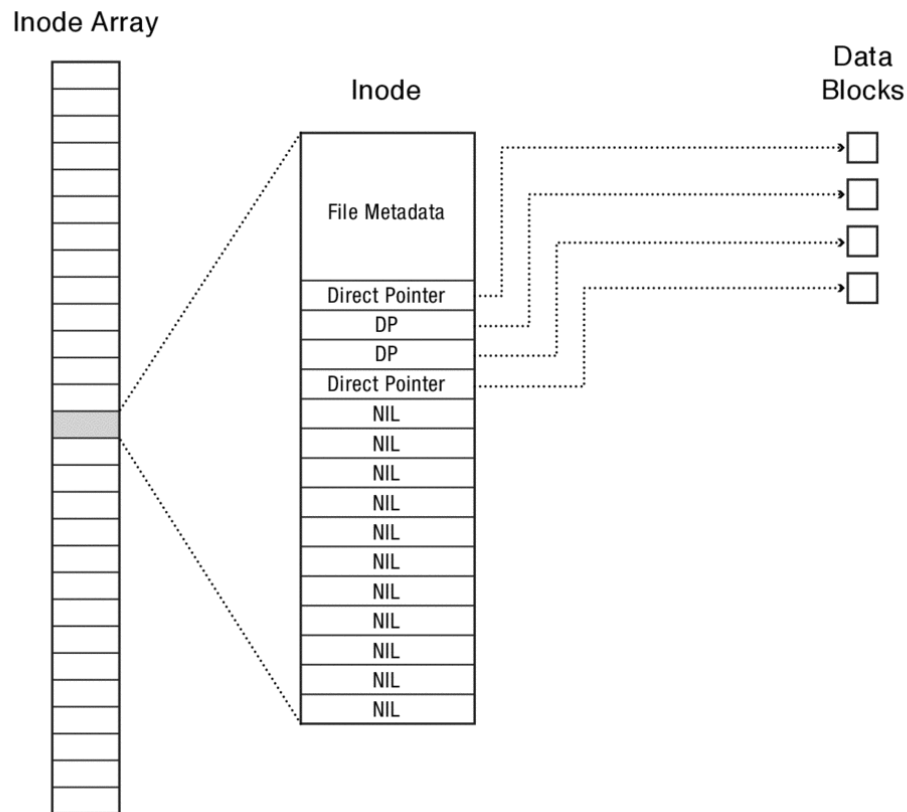 Inode Array
Inode
Data
Blocks
File Metadata
Direct Pointer
DP
DP
Direct Pointer
NIL
NIL
NIL
NIL
NIL
NIL
NIL
NIL
NIL
NIL
NIL